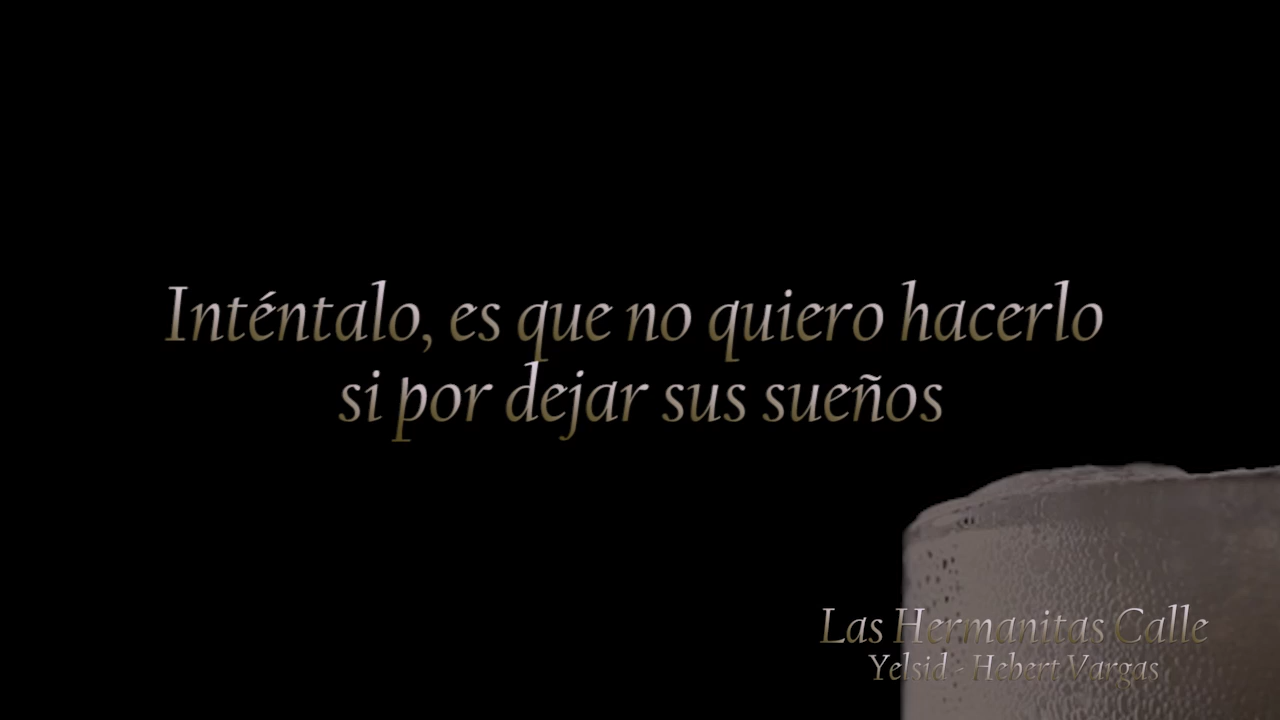 Inténtalo, es que no quiero hacerlo
si por dejar sus sueños
Las Hermanitas Calle
Yelsid - Hebert Vargas